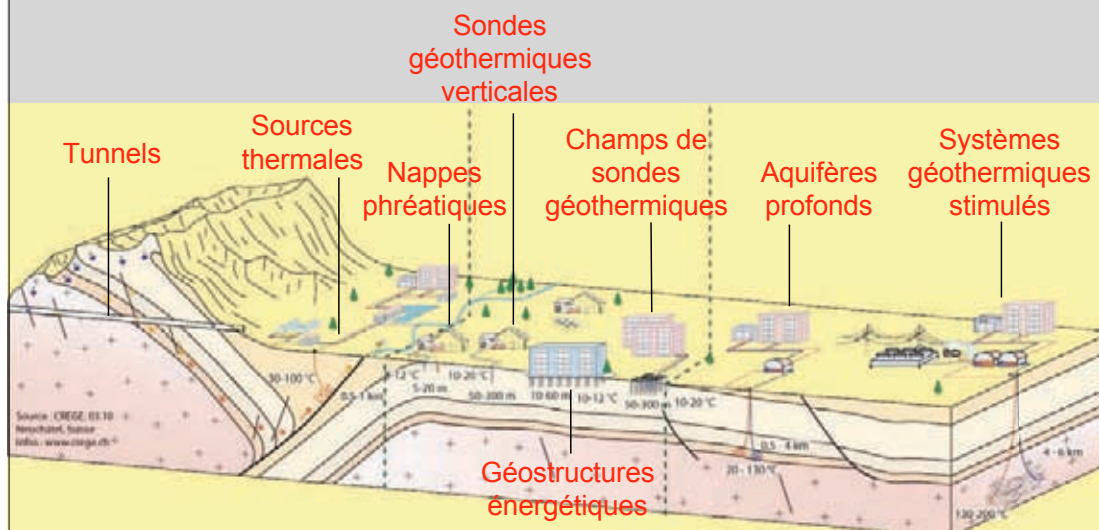 Sondes
géothermiques
verticales
Tunnels
Sources
thermales
Nappes
phréatiques
Champs de
sondes
géothermiques
Aquifères
profonds
Systèmes
géothermiques
stimulés
30-100 °C
0.5-1 km
-12 °C
5-20 m
10-20 °C
50-300 m
10-60 m
10-12 °C
50-300 m
10-20 °C
0.5 - 4 km
20 - 130 °C
4 - 6 km
130-200 °C
Source : CREGE, 03.10
Neuchâtel, Suisse
Infos : www.crege.ch
Géostructures
énergétiques